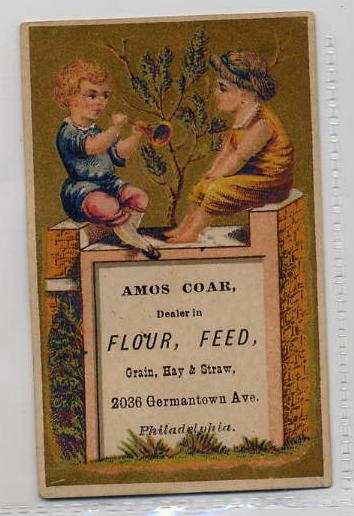 AMOS COAR,
Dealer in
FLOUR, FEED,
Grain, Hay & Straw,
2036 Germantown Ave.
Philadelphia.